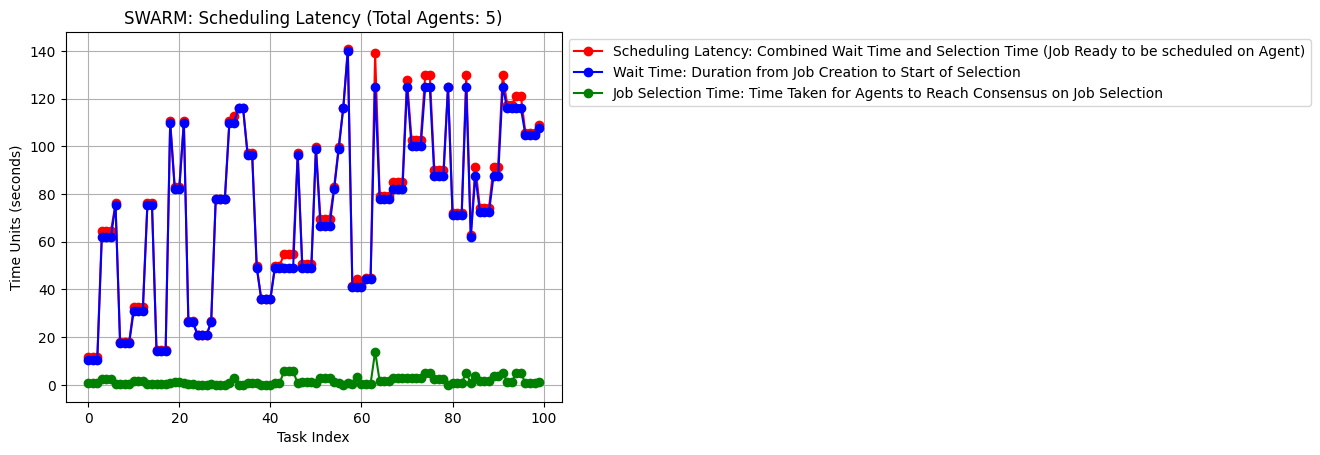 SWARM: Scheduling Latency (Total Agents: 5)
Scheduling Latency: Combined Wait Time and Selection Time (Job Ready to be scheduled on Agent)
Wait Time: Duration from Job Creation to Start of Selection
Job Selection Time: Time Taken for Agents to Reach Consensus on Job Selection
Time Units (seconds)
140
120
100
80
60
40
20
0
0 20 40 60 80 100
Task Index